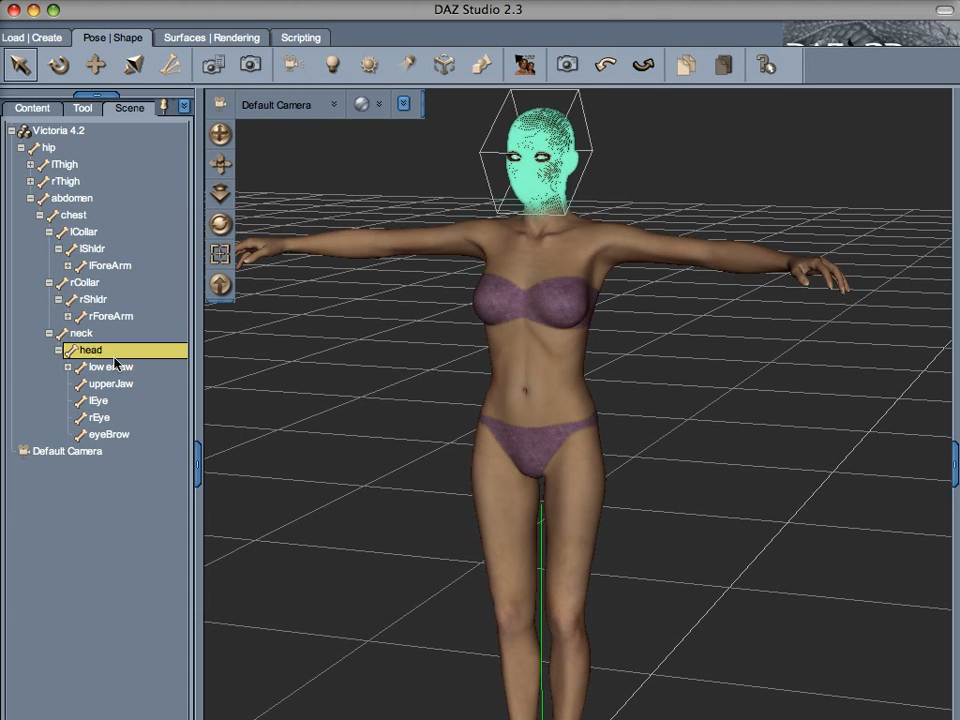 DAZ Studio 2.3
Load | Create
Pose | Shape
Surfaces | Rendering
Scripting
Content
Tool
Scene
Default Camera
Victoria 4.2
hip
lThigh
rThigh
abdomen
chest
lCollar
lShldr
lForeArm
rCollar
rShldr
rForeArm
neck
head
lowerJaw
upperJaw
lEye
rEye
eyeBrow
Default Camera